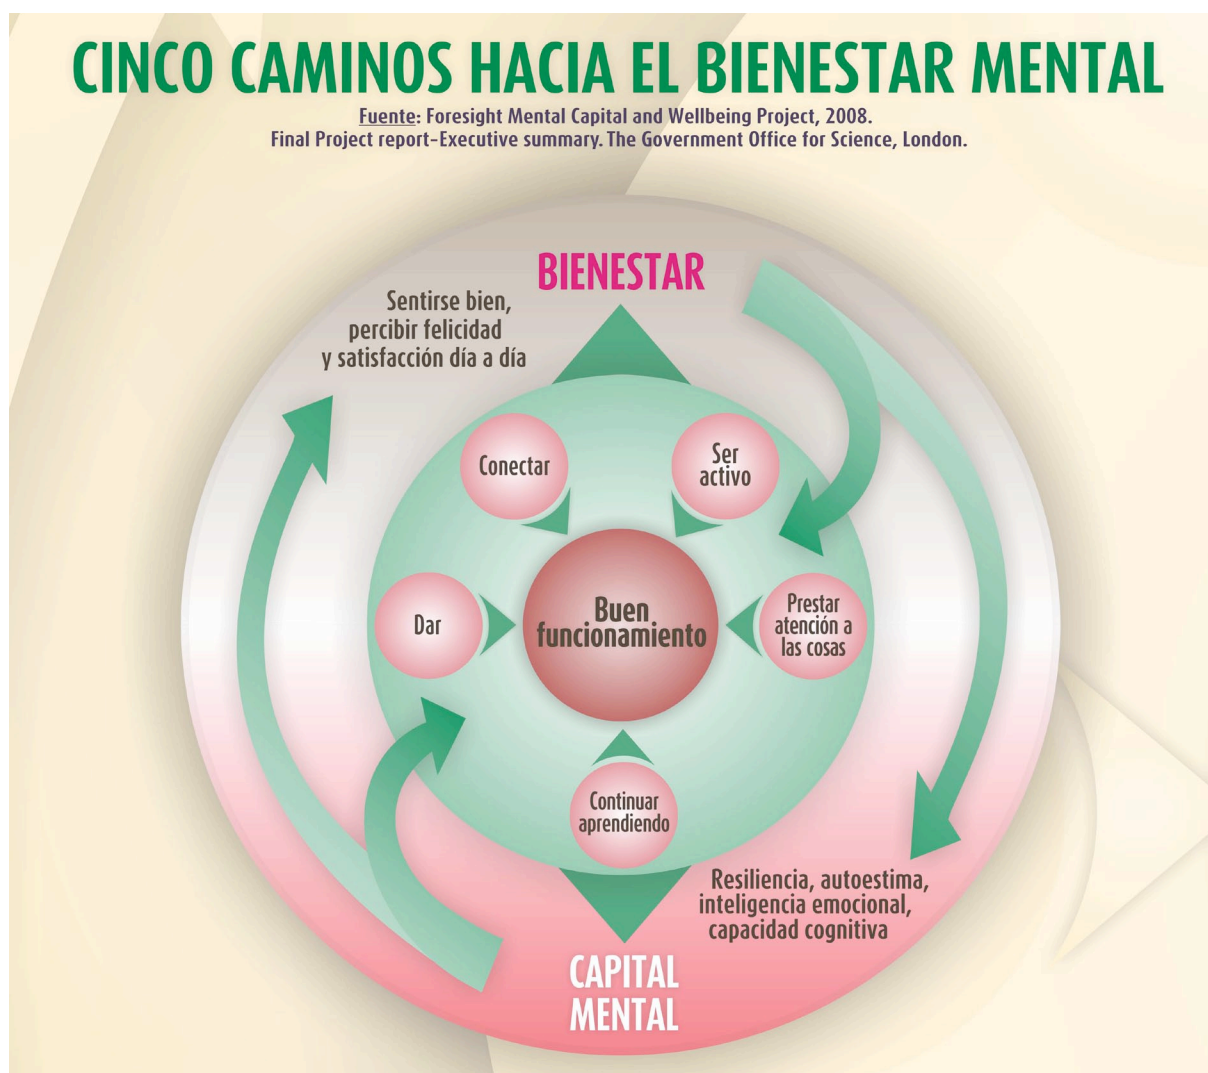 CINCO CAMINOS HACIA EL BIENESTAR MENTAL
Fuente: Foresight Mental Capital and Wellbeing Project, 2008.
Final Project report-Executive summary. The Government Office for Science, London.
BIENESTAR
Sentirse bien,
percibir felicidad
y satisfacción día a día
Conectar
Ser
activo
Dar
Buen
funcionamiento
Prestar
atención a
las cosas
Continuar
aprendiendo
Resiliencia, autoestima,
inteligencia emocional,
capacidad cognitiva
CAPITAL
MENTAL